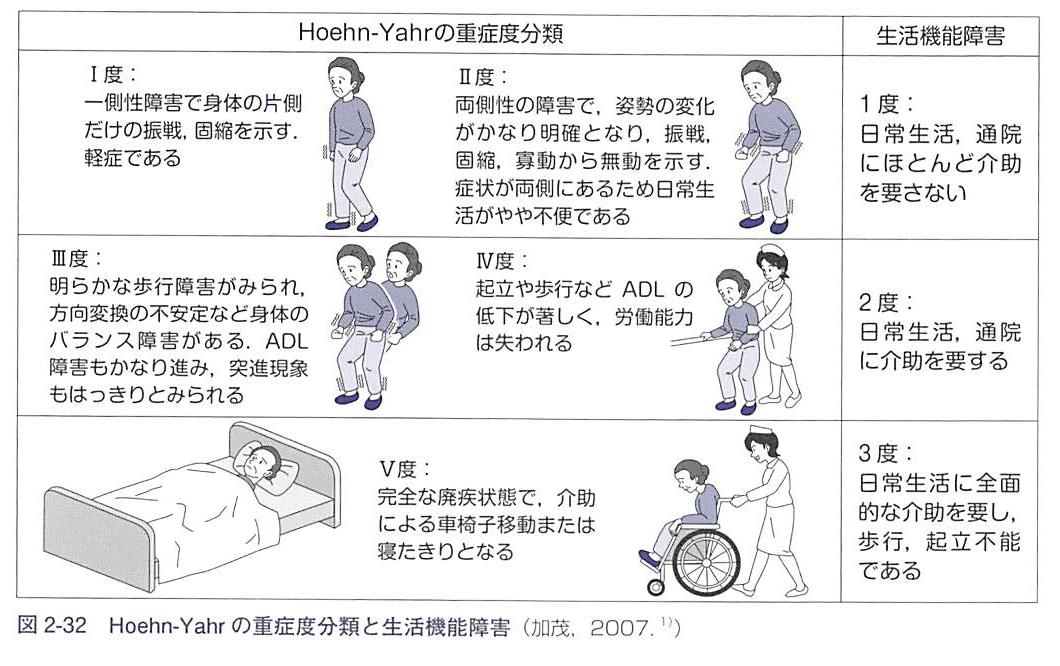 Hoehn-Yahrの重症度分類
生活機能障害
Ⅰ度：
一側性障害で身体の片側
だけの振戦，固縮を示す．
軽症である
Ⅱ度：
両側性の障害で，姿勢の変化
がかなり明確となり，振戦，
固縮，寡動から無動を示す．
症状が両側にあるため日常生
活がやや不便である
1度：
日常生活，通院
にほとんど介助
を要さない
Ⅲ度：
明らかな歩行障害がみられ，
方向変換の不安定など身体の
バランス障害がある．ADL
障害もかなり進み，突進現象
もはっきりとみられる
Ⅳ度：
起立や歩行など ADL の
低下が著しく，労働能力
は失われる
2度：
日常生活，通院
に介助を要する
Ⅴ度：
完全な廃疾状態で，介助
による車椅子移動または
寝たきりとなる
3度：
日常生活に全面
的な介助を要し，
歩行，起立不能
である
図 2-32　Hoehn-Yahr の重症度分類と生活機能障害（加茂，2007.¹⁾）